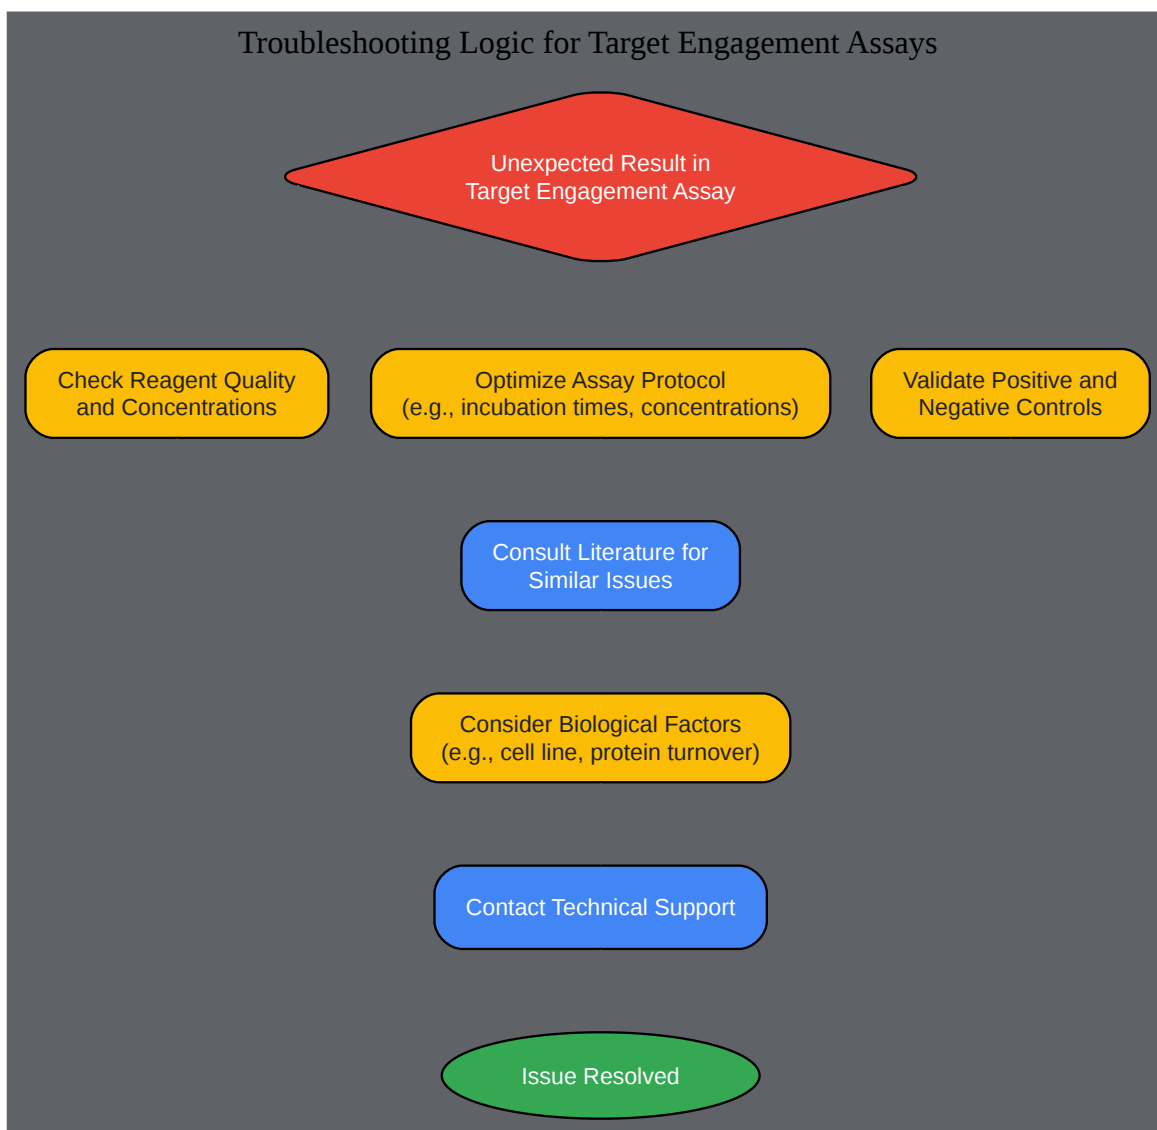 Troubleshooting Logic for Target Engagement Assays
Unexpected Result in
Target Engagement Assay
Check Reagent Quality
and Concentrations
Optimize Assay Protocol
(e.g., incubation times, concentrations)
Validate Positive and
Negative Controls
Consult Literature for
Similar Issues
Consider Biological Factors
(e.g., cell line, protein turnover)
Contact Technical Support
Issue Resolved